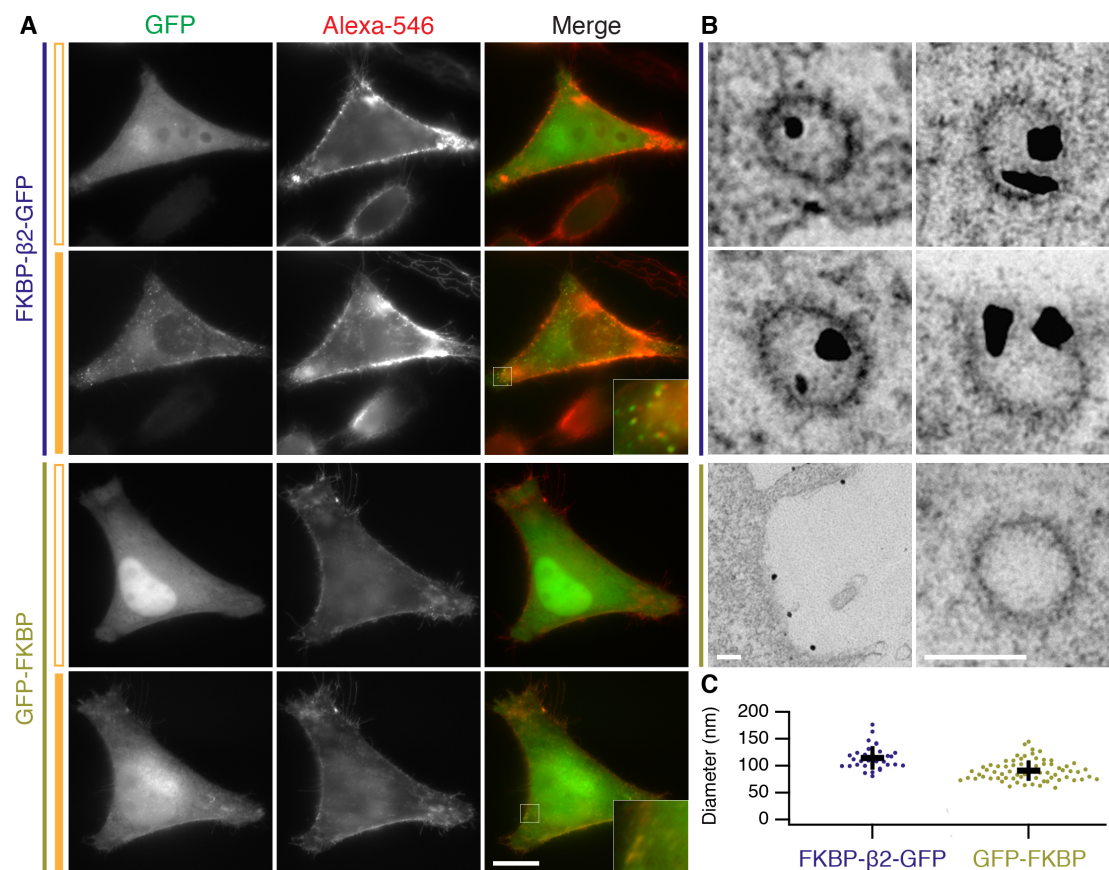 A
GFP
Alexa-546
Merge
B
FKBP-β2-GFP
GFP-FKBP
C
Diameter (nm)
200
150
100
50
0
FKBP-β2-GFP
GFP-FKBP